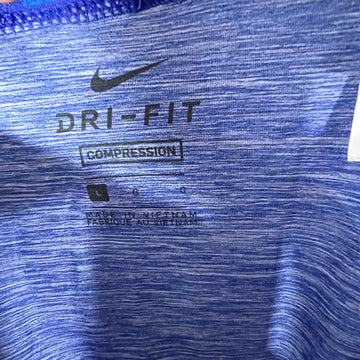 DRI-FIT
COMPRESSION
L G G
MADE IN VIETNAM
FABRIQUÉ AU VIETNAM